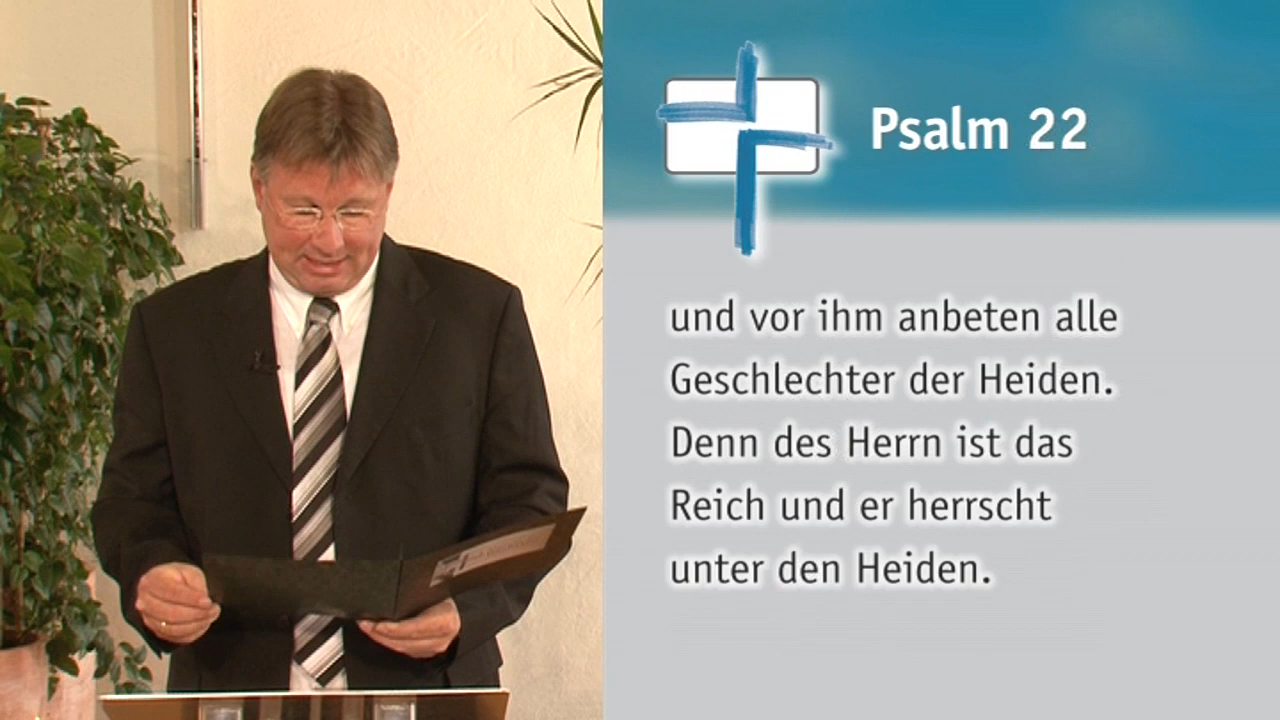 Psalm 22
und vor ihm anbeten alle
Geschlechter der Heiden.
Denn des Herrn ist das
Reich und er herrscht
unter den Heiden.